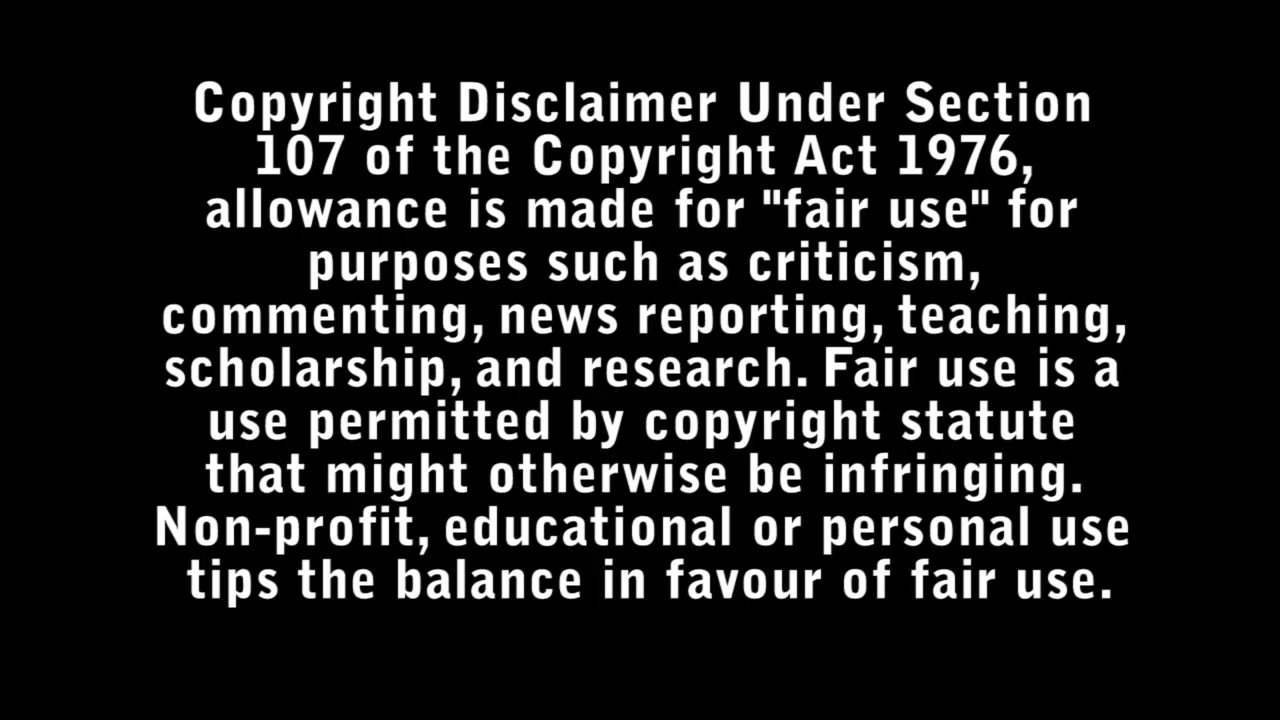 Copyright Disclaimer Under Section
107 of the Copyright Act 1976,
allowance is made for "fair use" for
purposes such as criticism,
commenting, news reporting, teaching,
scholarship, and research. Fair use is a
use permitted by copyright statute
that might otherwise be infringing.
Non-profit, educational or personal use
tips the balance in favour of fair use.